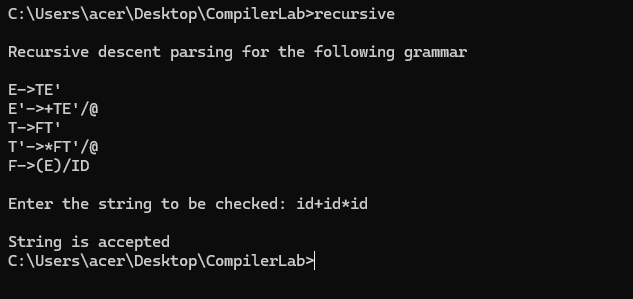 C:\Users\acer\Desktop\CompilerLab>recursive
Recursive descent parsing for the following grammar
E->TE'
E'->+TE'/@
T->FT'
T'->*FT'/@
F->(E)/ID
Enter the string to be checked: id+id*id
String is accepted
C:\Users\acer\Desktop\CompilerLab>